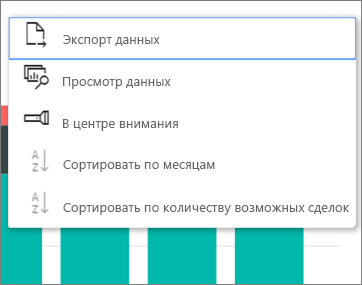 Экспорт данных
Просмотр данных
В центре внимания
Сортировать по месяцам
Сортировать по количеству возможных сделок